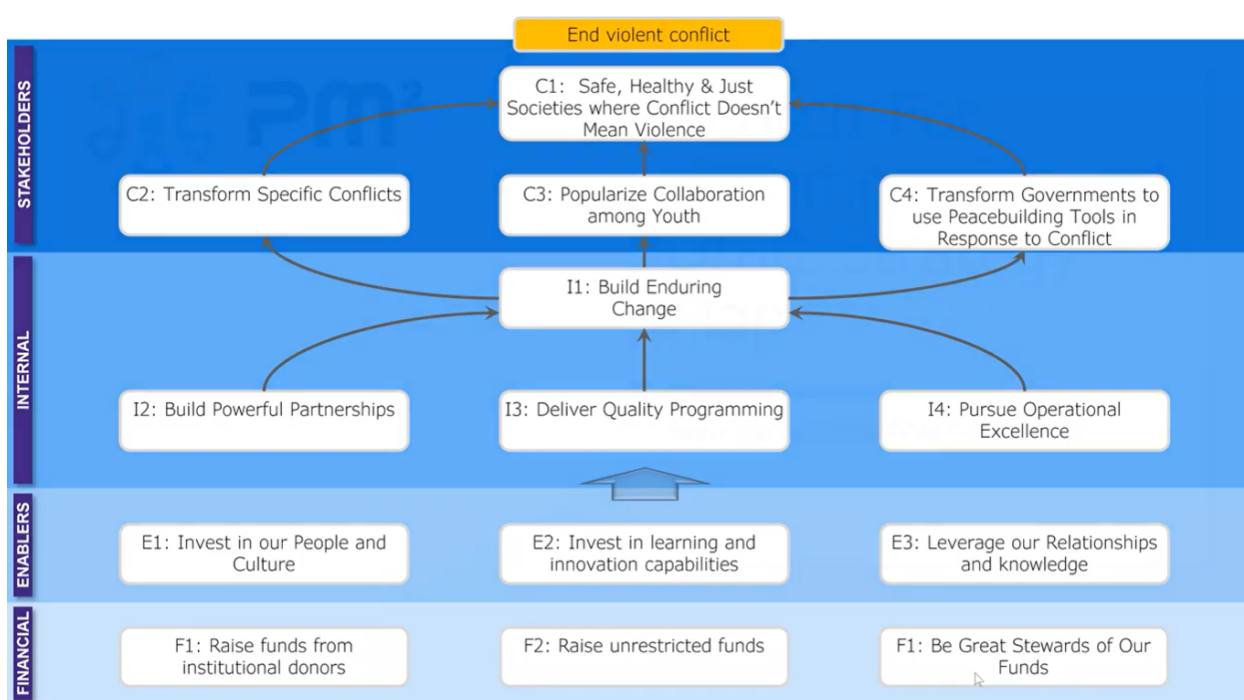 End violent conflict
STAKEHOLDERS
C1: Safe, Healthy & Just
Societies where Conflict Doesn't
Mean Violence
C2: Transform Specific Conflicts
C3: Popularize Collaboration
among Youth
C4: Transform Governments to
use Peacebuilding Tools in
Response to Conflict
INTERNAL
I1: Build Enduring
Change
I2: Build Powerful Partnerships
I3: Deliver Quality Programming
I4: Pursue Operational
Excellence
ENABLERS
E1: Invest in our People and
Culture
E2: Invest in learning and
innovation capabilities
E3: Leverage our Relationships
and knowledge
FINANCIAL
F1: Raise funds from
institutional donors
F2: Raise unrestricted funds
F1: Be Great Stewards of Our
Funds
PM²